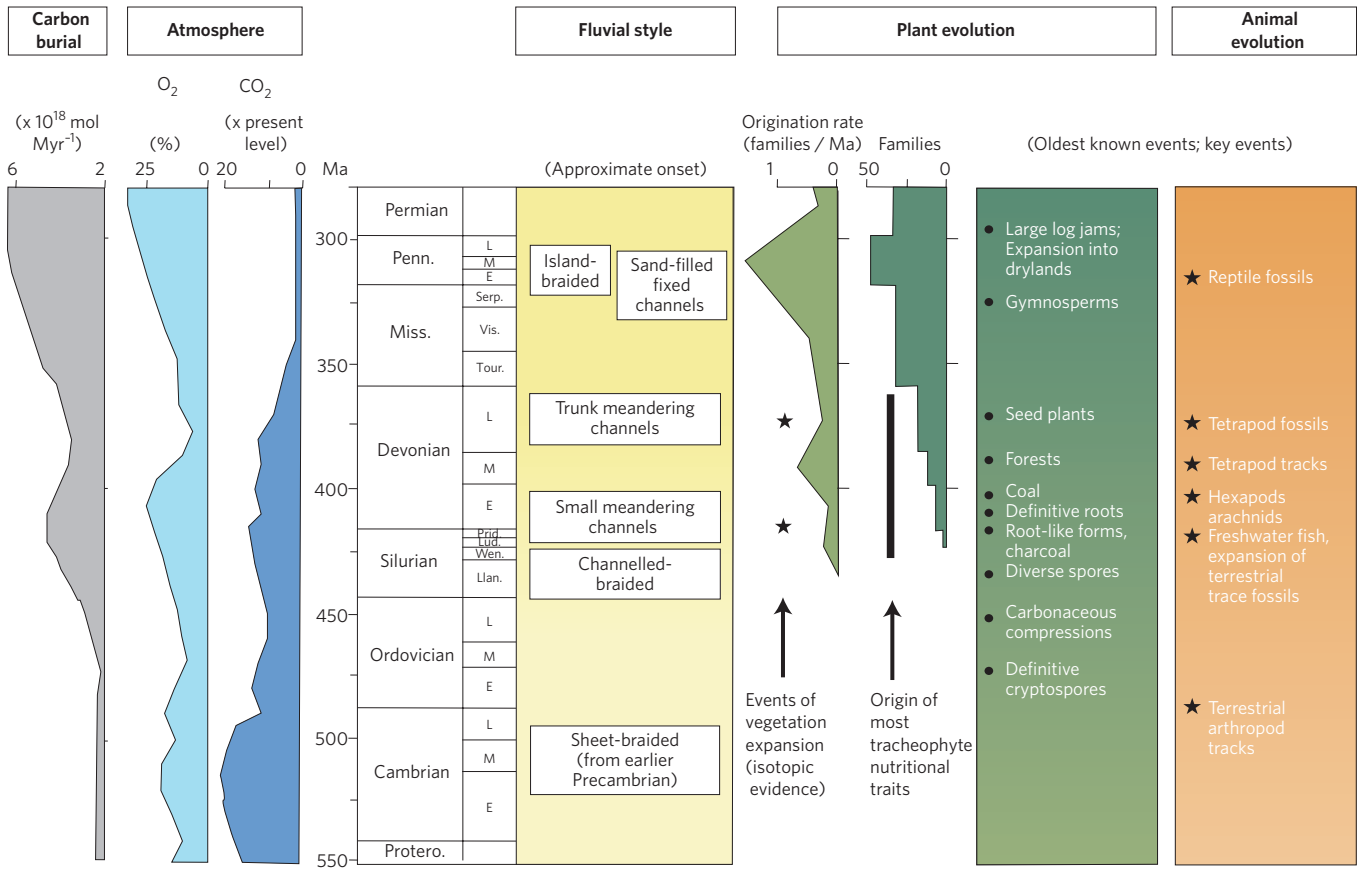 Carbon
burial
Atmosphere
Fluvial style
Plant evolution
Animal
evolution
O2
CO2
(x 10^18 mol
Myr^-1)
(%)
(x present
level)
Origination rate
(families / Ma)
Families
(Oldest known events; key events)
(Approximate onset)
6 2
25 0
20 0
Ma
1 0
50 0
300
350
400
450
500
550
Permian
Penn.
L
M
E
Miss.
Serp.
Vis.
Tour.
Devonian
L
M
E
Silurian
Prid.
Lud.
Wen.
Llan.
Ordovician
L
M
E
Cambrian
L
M
E
Protero.
Island-
braided
Sand-filled
fixed
channels
Trunk meandering
channels
Small meandering
channels
Channelled-
braided
Sheet-braided
(from earlier
Precambrian)
Events of
vegetation
expansion
(isotopic
evidence)
Origin of
most
tracheophyte
nutritional
traits
Large log jams;
Expansion into
drylands
Gymnosperms
Seed plants
Forests
Coal
Definitive roots
Root-like forms,
charcoal
Diverse spores
Carbonaceous
compressions
Definitive
cryptospores
Reptile fossils
Tetrapod fossils
Tetrapod tracks
Hexapods
arachnids
Freshwater fish,
expansion of
terrestrial
trace fossils
Terrestrial
arthropod
tracks